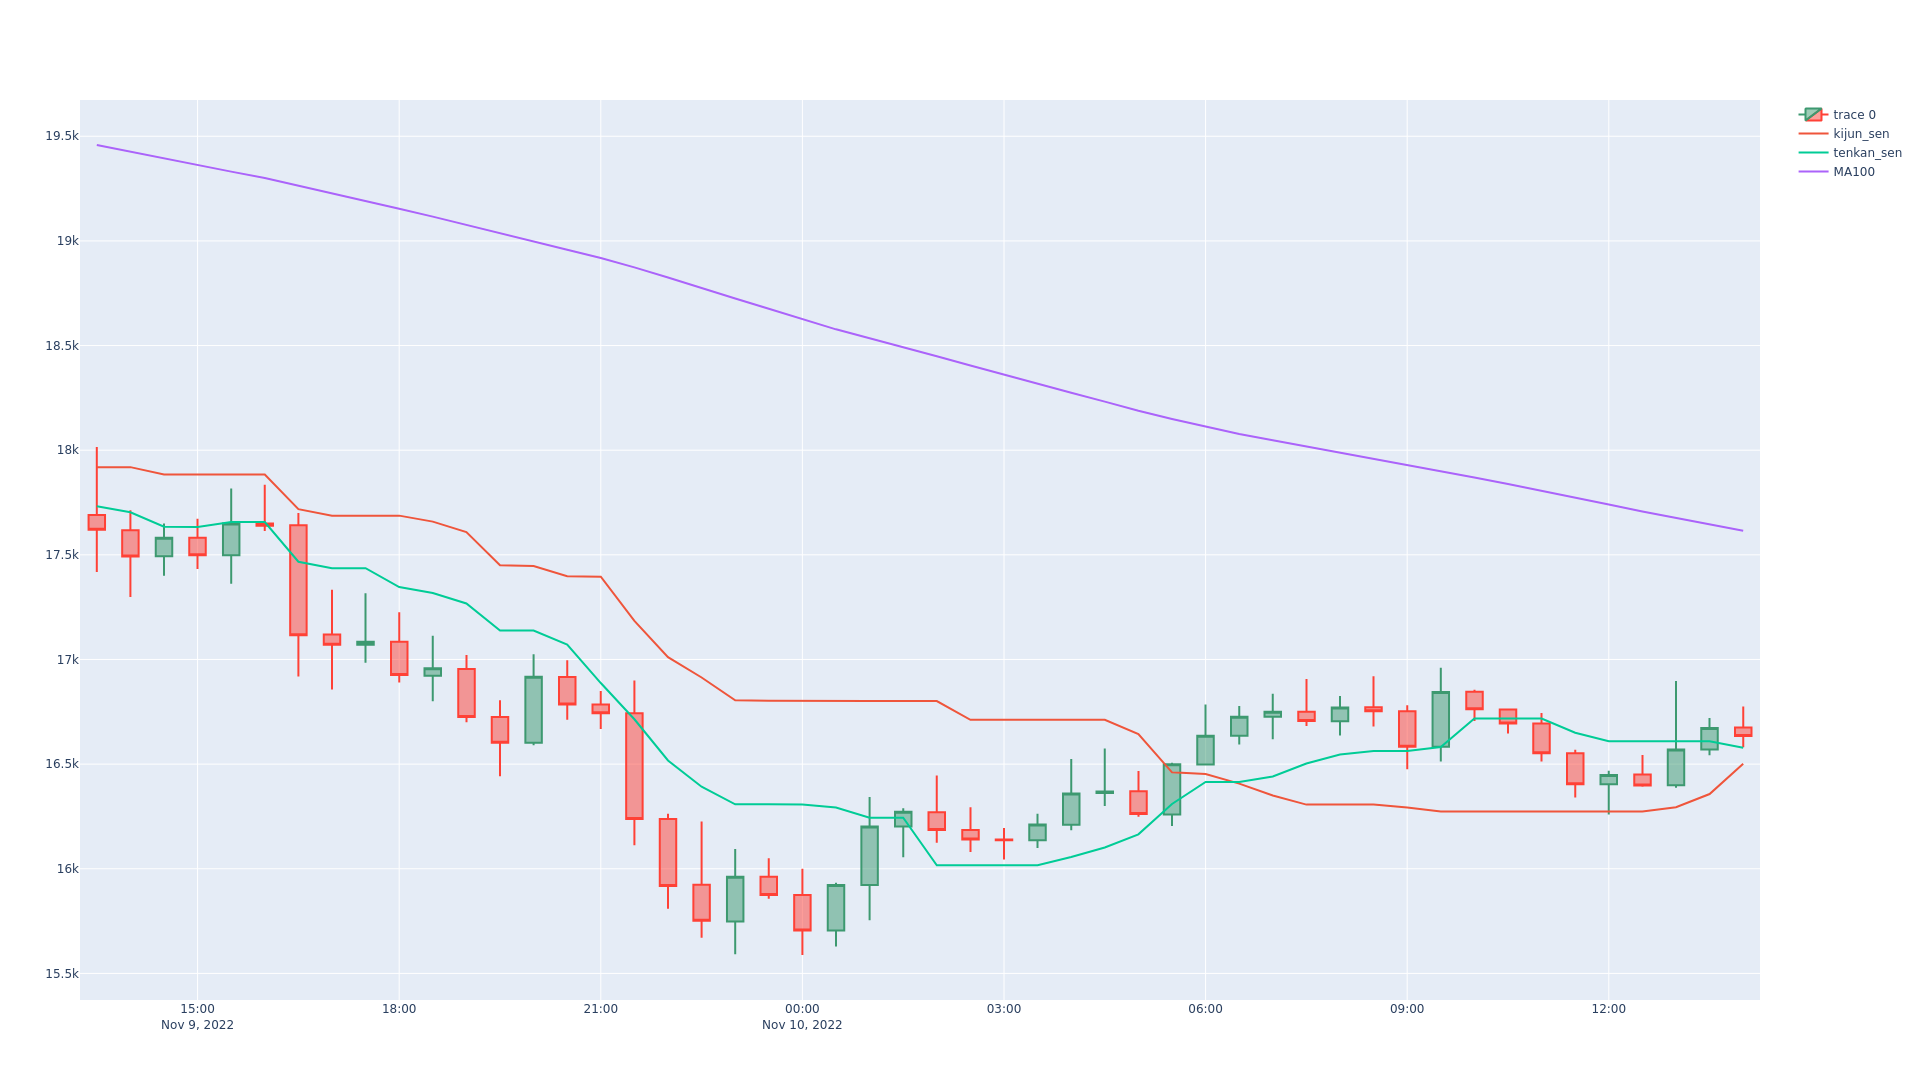 19.5k
19k
18.5k
18k
17.5k
17k
16.5k
16k
15.5k
15:00
Nov 9, 2022
18:00
21:00
00:00
Nov 10, 2022
03:00
06:00
09:00
12:00
trace 0
kijun_sen
tenkan_sen
MA100